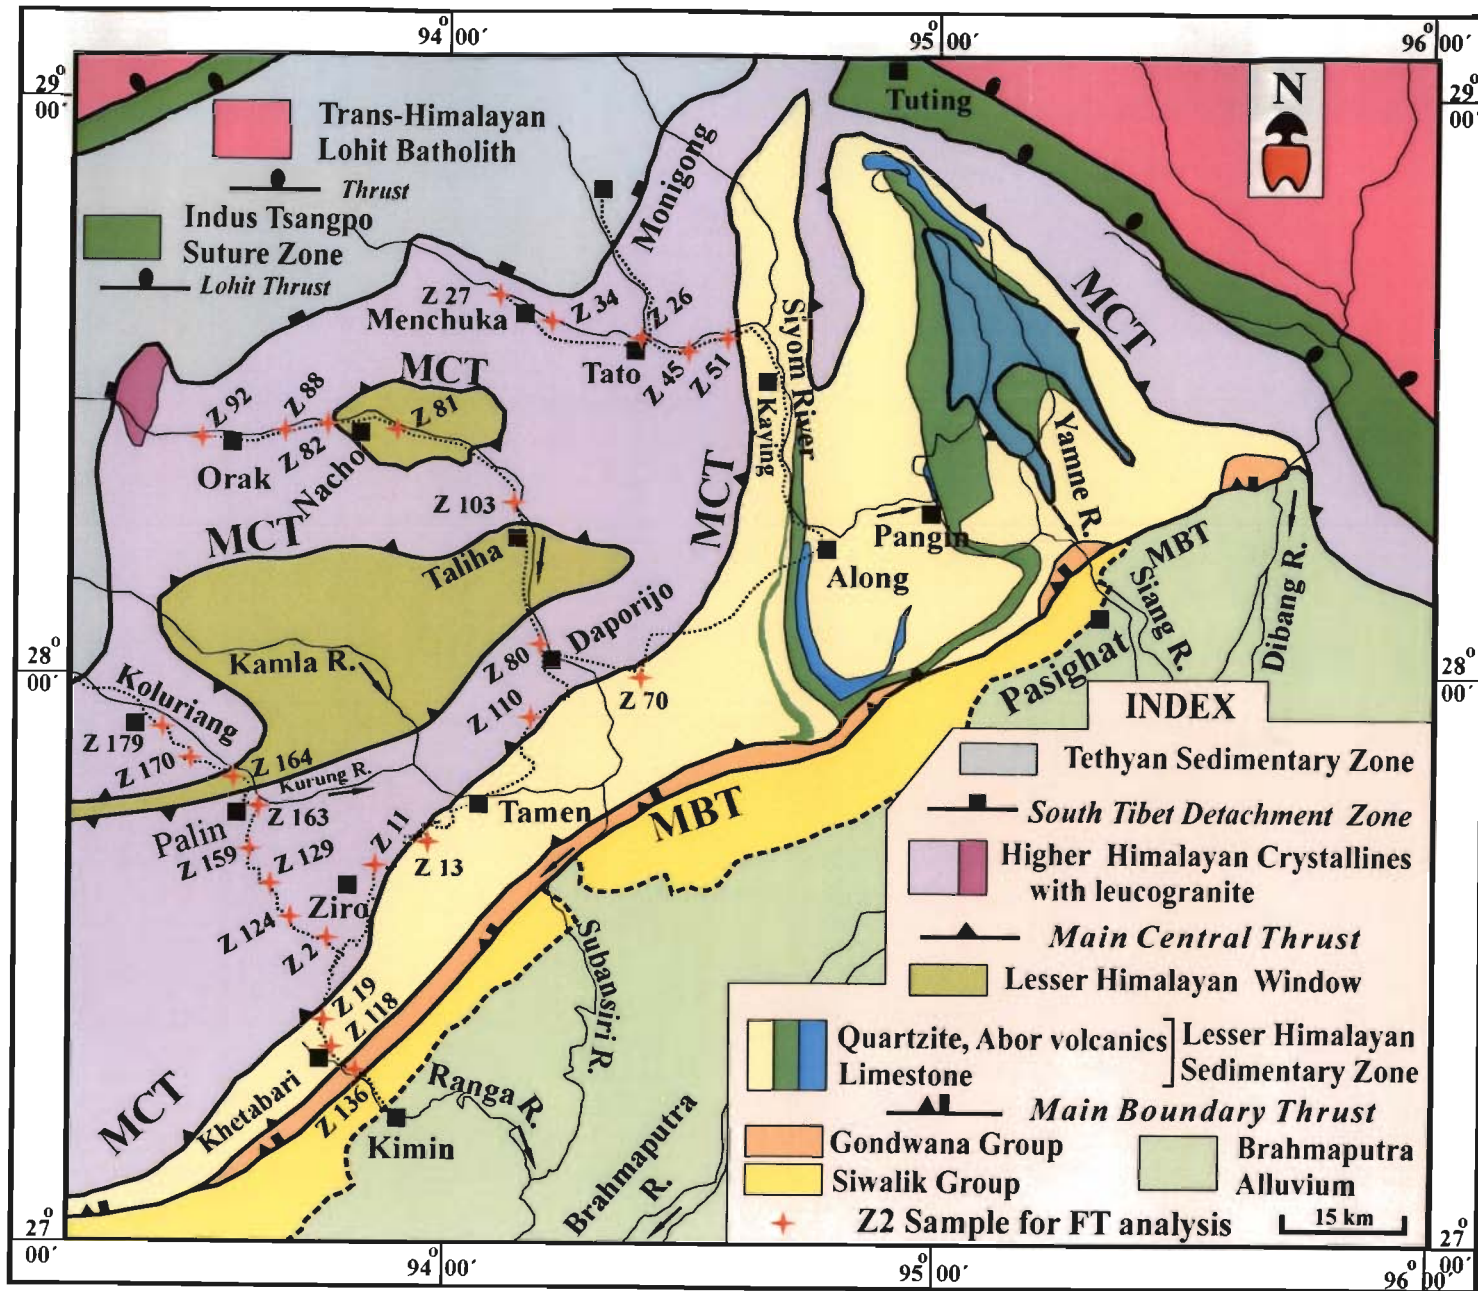 94° 00′
95° 00′
96° 00′
29° 00′
29° 00′
Trans-Himalayan
Lohit Batholith
Thrust
Indus Tsangpo
Suture Zone
Lohit Thrust
Tuting
N
Monigong
Z 27
Menchuka
Z 34
Z 26
Tato
Z 45
Z 51
Siyom River
Kaying
MCT
MCT
Z 92
Z 88
Z 81
Orak
Z 82
Nacho
MCT
Z 103
MCT
Yamne R.
Taliha
Pangin
Along
MBT
Siang R.
Dibang R.
Daporijo
28° 00′
28° 00′
Kamla R.
Z 80
Z 70
Pasighat
Koluriang
Z 110
Z 179
Z 170
Z 164
Kurung R.
Palin
Z 163
Tamen
MBT
Z 159
Z 129
Z 11
Z 13
Ziro
Z 124
Z 2
Subansiri R.
Z 19
Z 118
MCT
Khetabari
Z 136
Ranga R.
Kimin
Brahmaputra
R.
INDEX
Tethyan Sedimentary Zone
South Tibet Detachment Zone
Higher Himalayan Crystallines
with leucogranite
Main Central Thrust
Lesser Himalayan Window
Quartzite, Abor volcanics
Limestone
Lesser Himalayan
Sedimentary Zone
Main Boundary Thrust
Gondwana Group
Siwalik Group
Brahmaputra
Alluvium
Z2 Sample for FT analysis
15 km
27° 00′
27° 00′
94° 00′
95° 00′
96° 00′